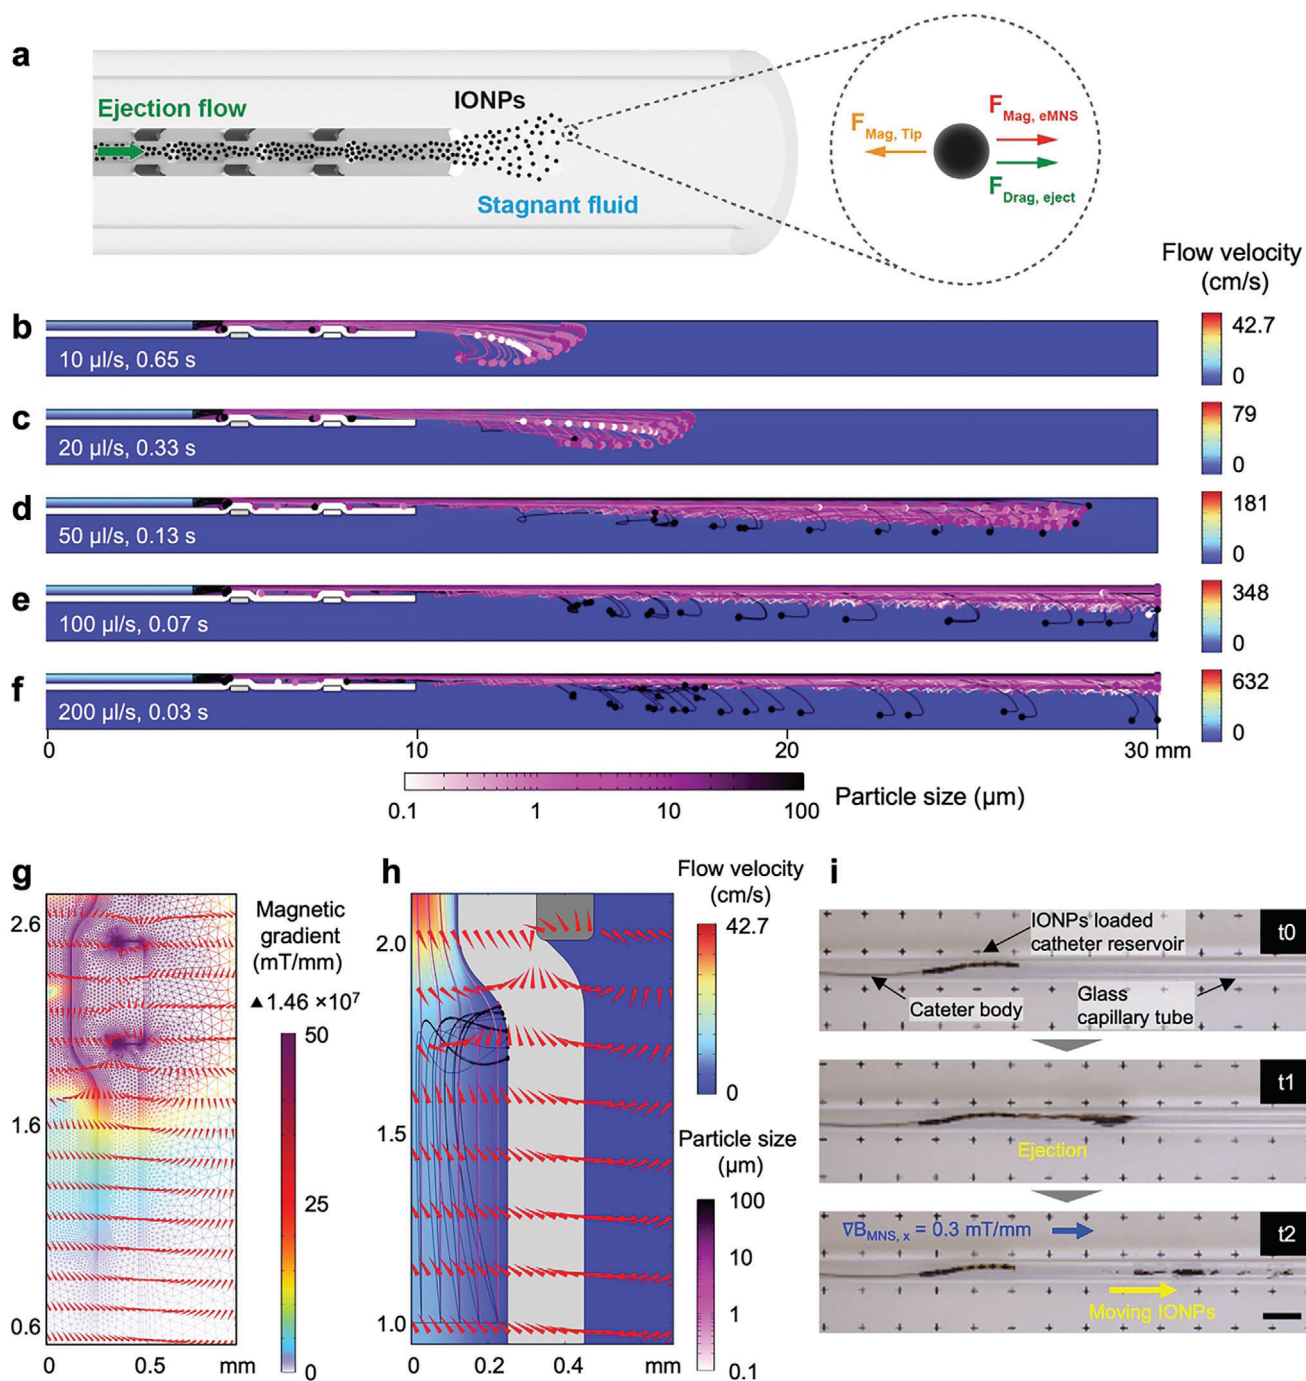 a
Ejection flow
IONPs
Stagnant fluid
F Mag, Tip
F Mag, eMNS
F Drag, eject
Flow velocity
(cm/s)
b
10 µl/s, 0.65 s
42.7
0
c
20 µl/s, 0.33 s
79
0
d
50 µl/s, 0.13 s
181
0
e
100 µl/s, 0.07 s
348
0
f
200 µl/s, 0.03 s
632
0
0 10 20 30 mm
0.1 1 10 100
Particle size (µm)
g
2.6
1.6
0.6
0 0.5 mm
Magnetic
gradient
(mT/mm)
▲1.46 ×10⁷
50
25
0
h
2.0
1.5
1.0
0 0.2 0.4 mm
Flow velocity
(cm/s)
42.7
0
Particle size
(µm)
100
10
1
0.1
i
t0
IONPs loaded
catheter reservoir
Cateter body
Glass
capillary tube
t1
Ejection
t2
∇B MNS, x = 0.3 mT/mm
Moving IONPs